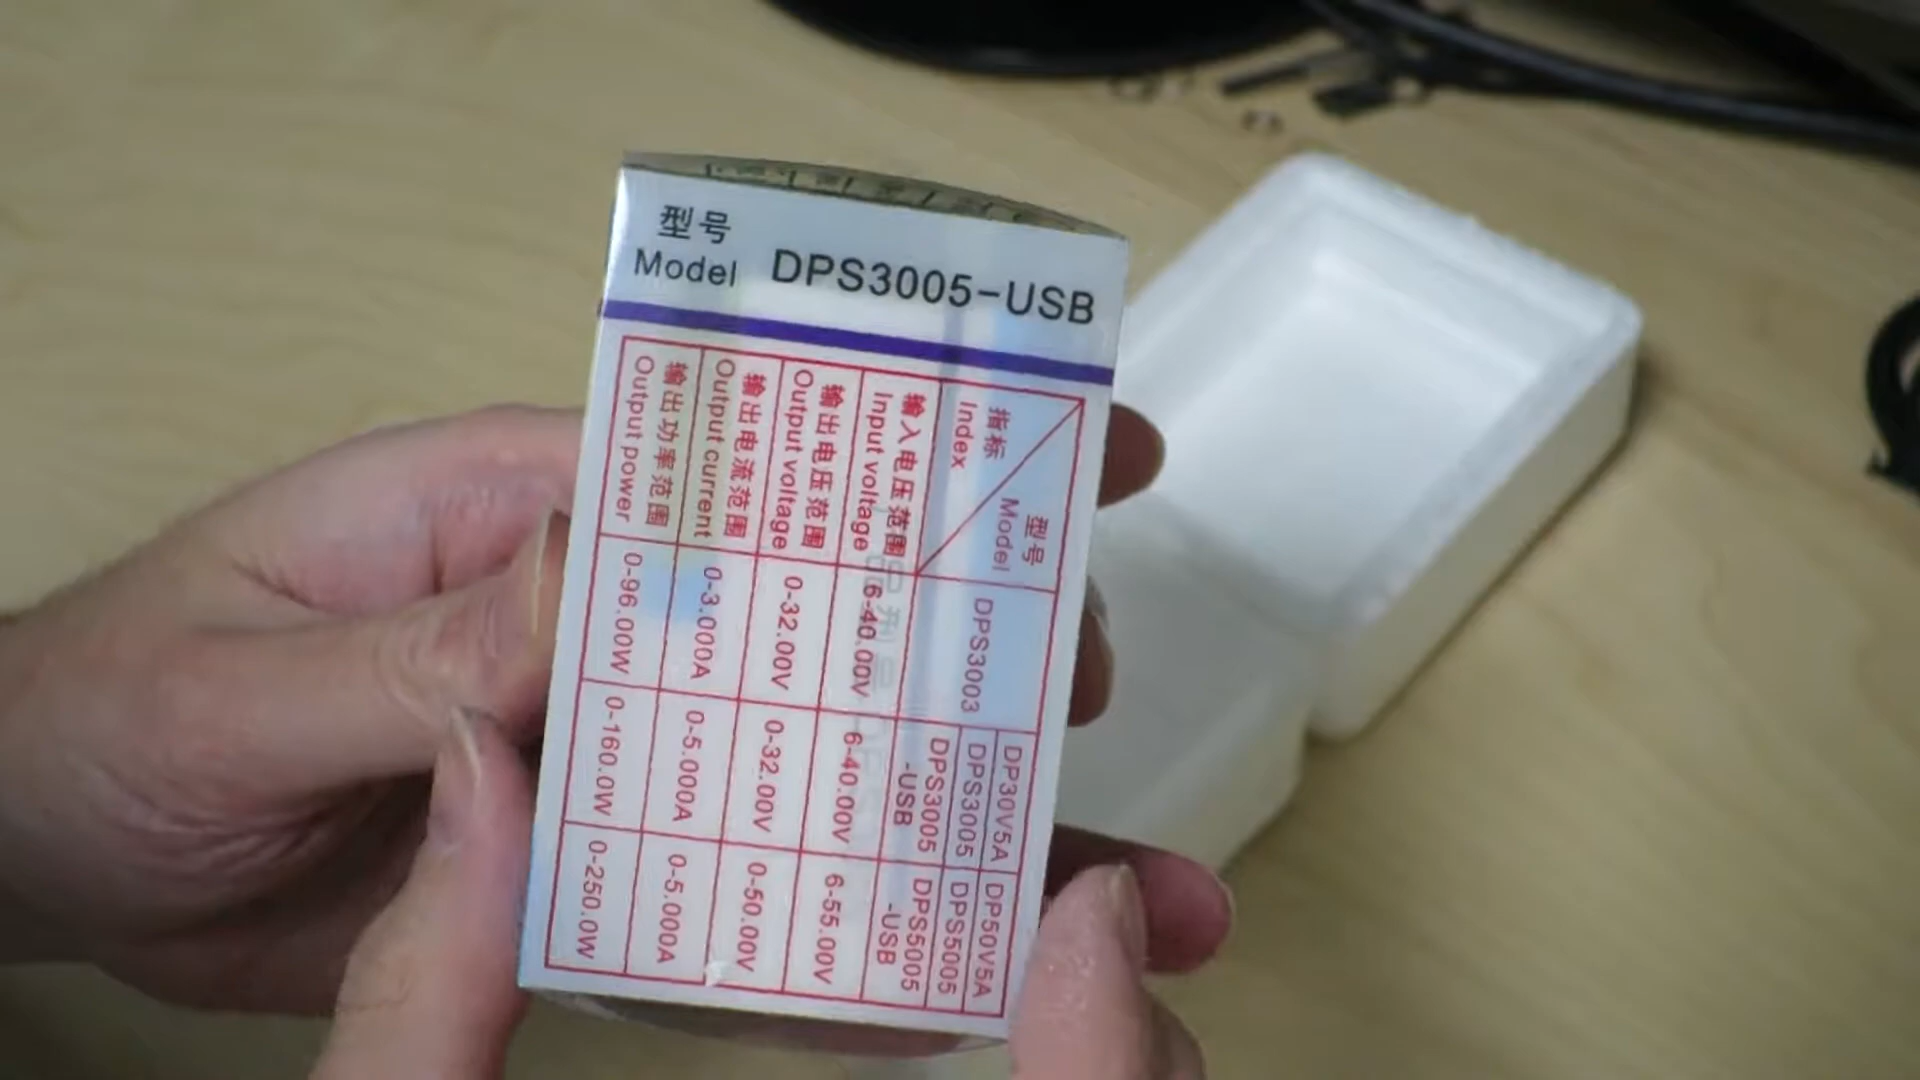 型号
Model DPS3005-USB
型号
Model
指标
Index
DPS3003
DP30V5A
DPS3005
DPS3005
-USB
DP50V5A
DPS5005
DPS5005
-USB
输入电压范围
Input voltage
6-40.00V
6-40.00V
6-55.00V
输出电压范围
Output voltage
0-32.00V
0-32.00V
0-50.00V
输出电流范围
Output current
0-3.000A
0-5.000A
0-5.000A
输出功率范围
Output power
0-96.00W
0-160.0W
0-250.0W